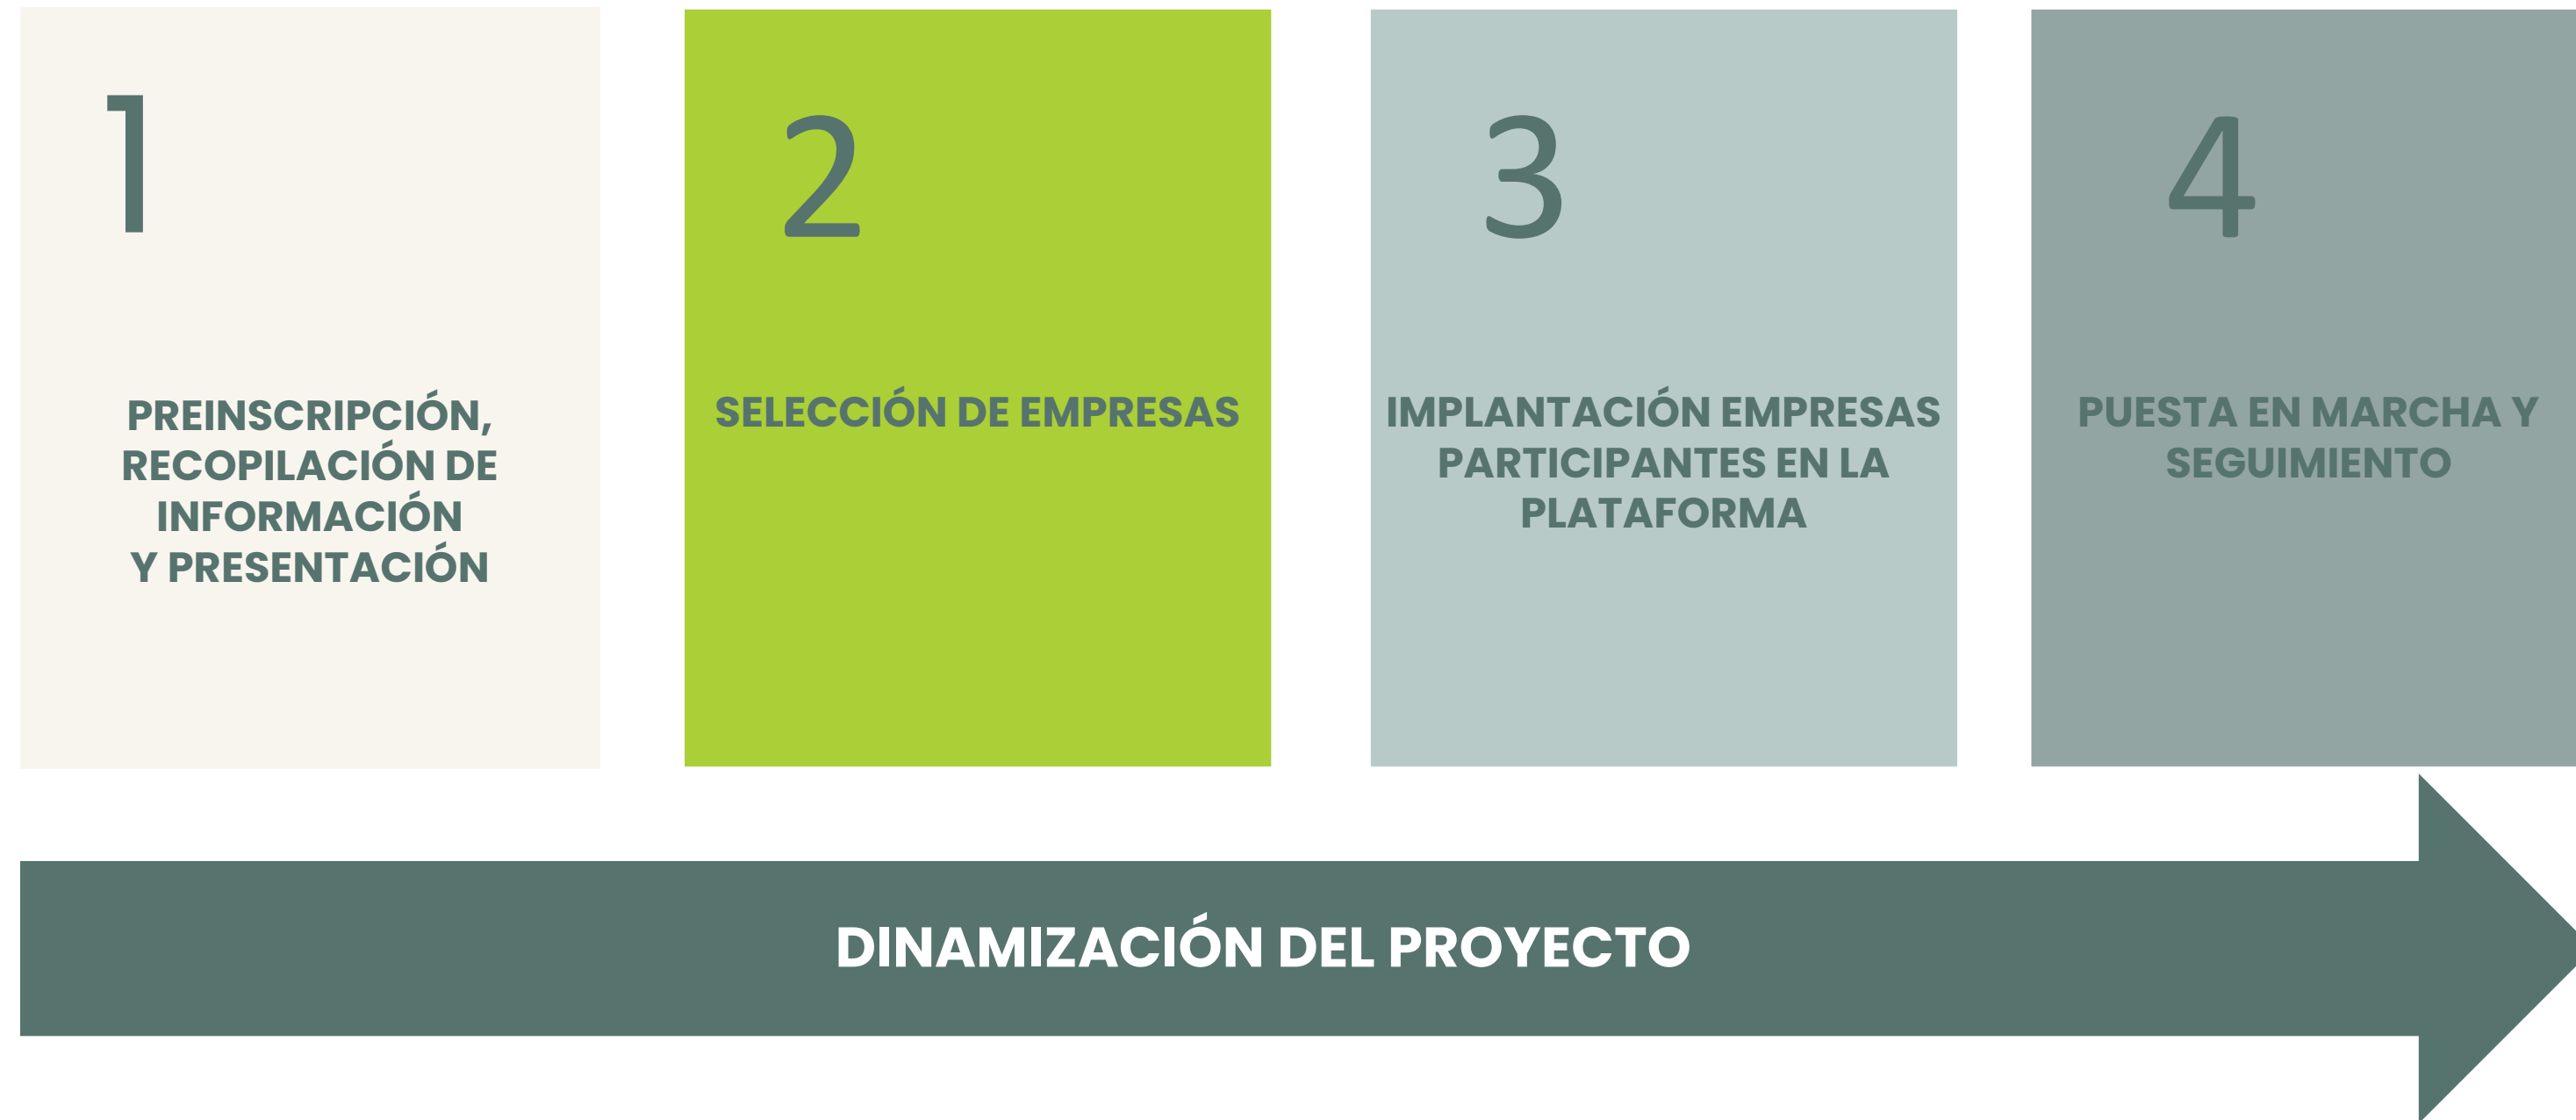 1
PREINSCRIPCIÓN,
RECOPILACIÓN DE
INFORMACIÓN
Y PRESENTACIÓN
2
SELECCIÓN DE EMPRESAS
3
IMPLANTACIÓN EMPRESAS
PARTICIPANTES EN LA
PLATAFORMA
4
PUESTA EN MARCHA Y
SEGUIMIENTO
DINAMIZACIÓN DEL PROYECTO